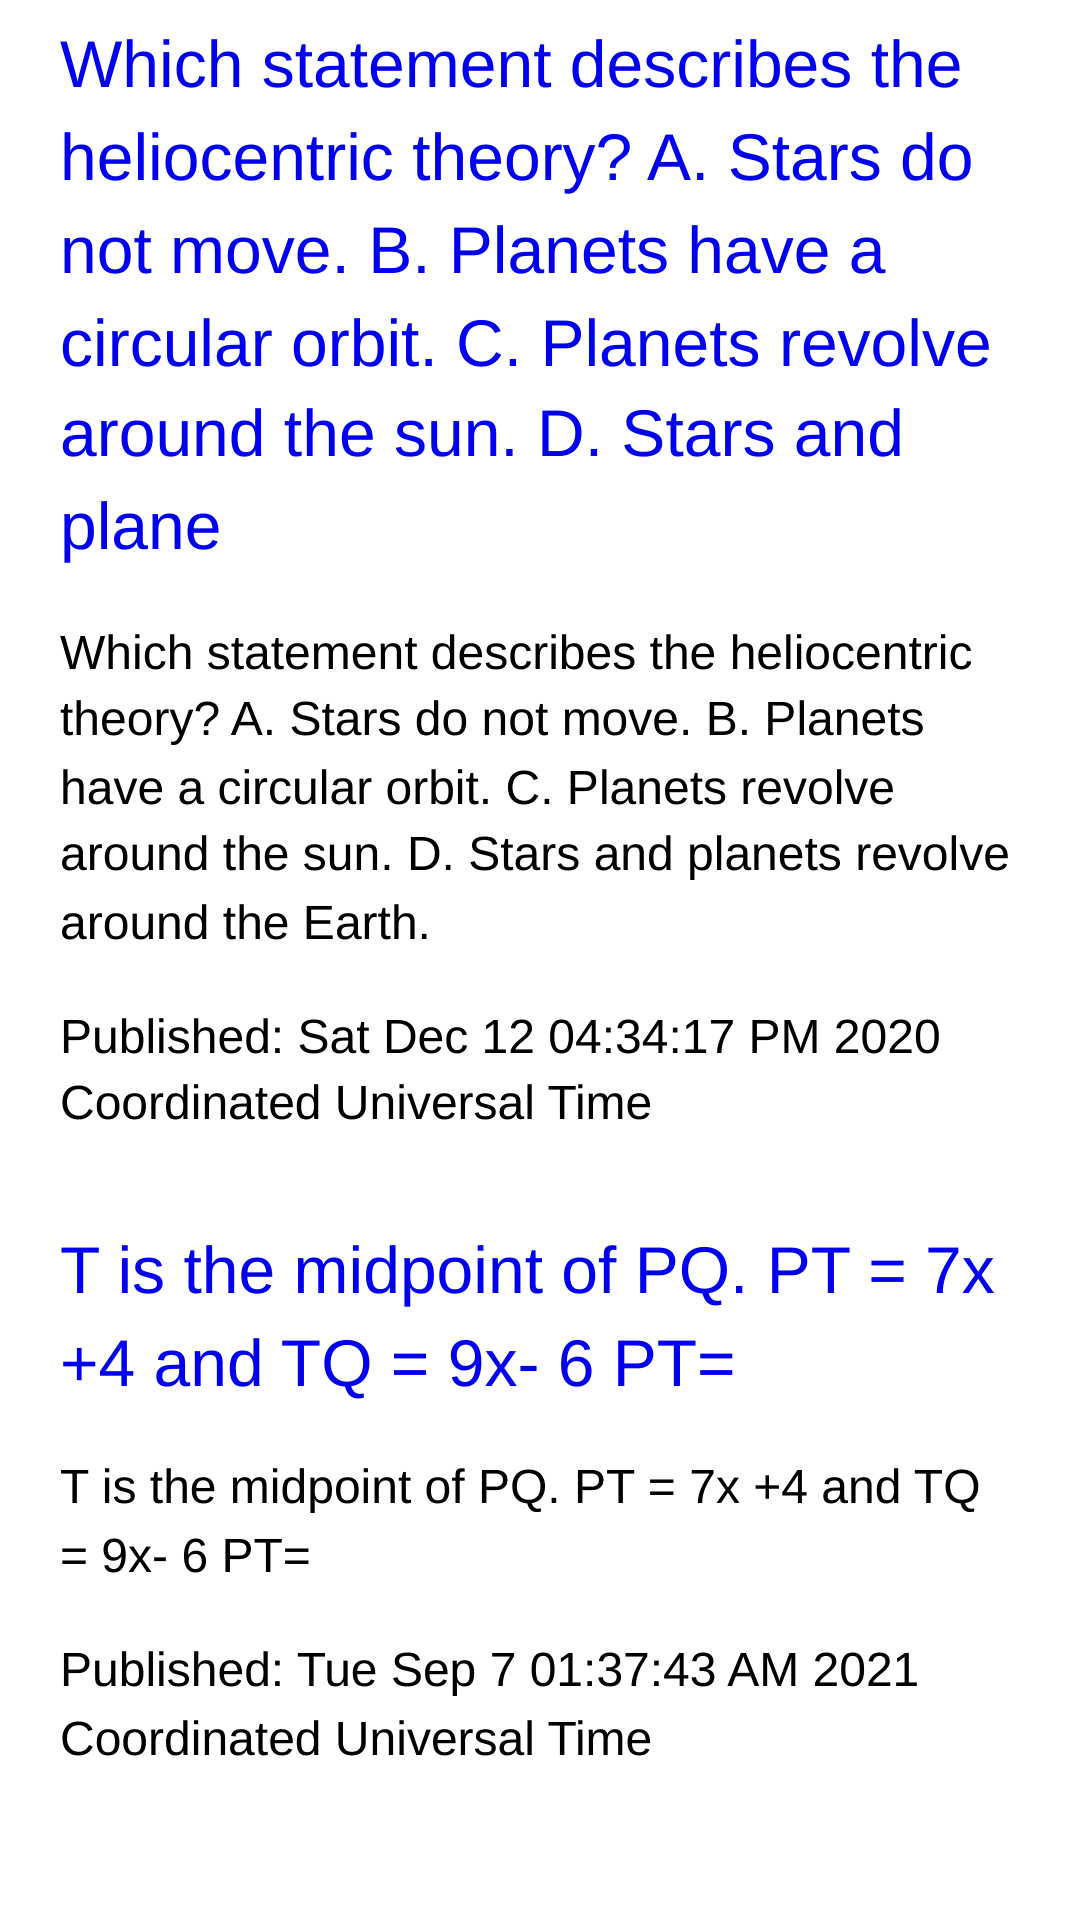 Which statement describes the
heliocentric theory? A. Stars do
not move. B. Planets have a
circular orbit. C. Planets revolve
around the sun. D. Stars and
plane
Which statement describes the heliocentric
theory? A. Stars do not move. B. Planets
have a circular orbit. C. Planets revolve
around the sun. D. Stars and planets revolve
around the Earth.
Published: Sat Dec 12 04:34:17 PM 2020
Coordinated Universal Time
T is the midpoint of PQ. PT = 7x
+4 and TQ = 9x- 6 PT=
T is the midpoint of PQ. PT = 7x +4 and TQ
= 9x- 6 PT=
Published: Tue Sep 7 01:37:43 AM 2021
Coordinated Universal Time